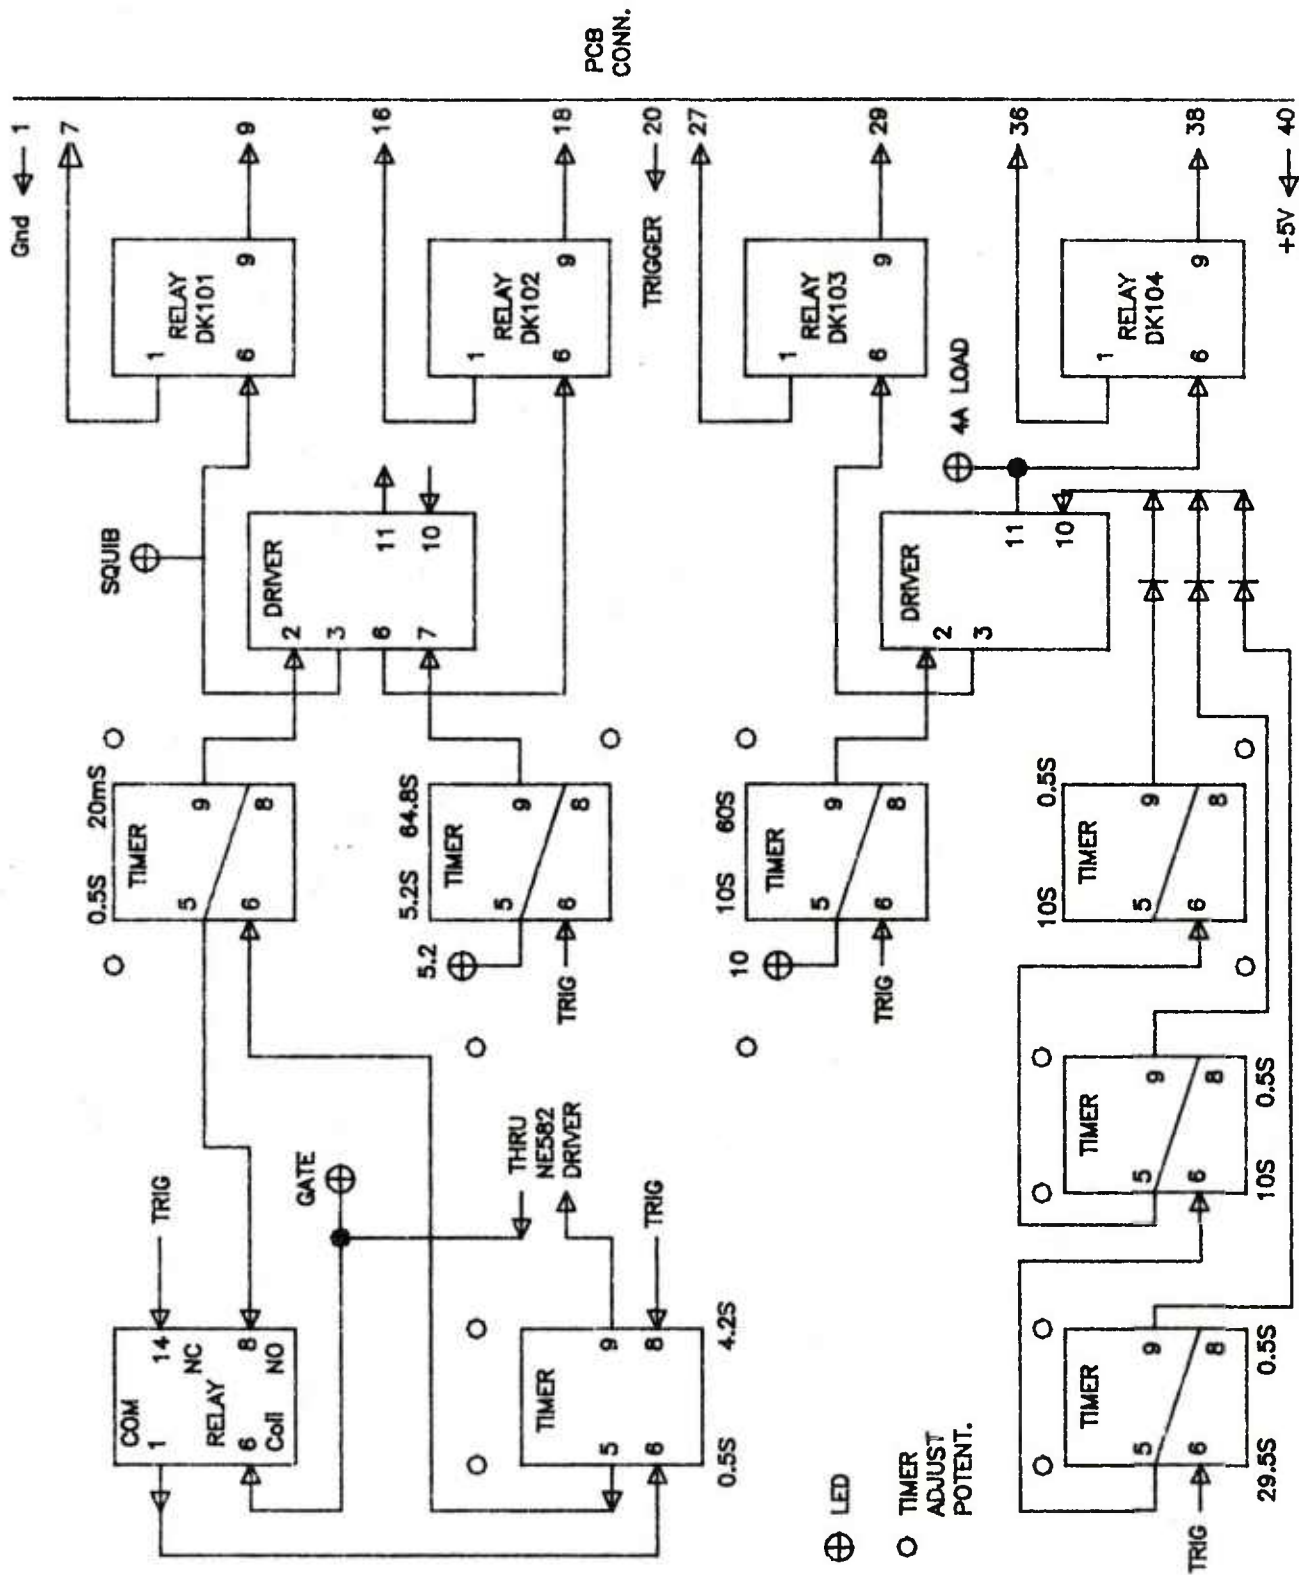 COM
1
14
NC
RELAY
6
8
Coil
NO
TRIG
GATE
THRU
NE582
DRIVER
TIMER
5
9
6
8
0.5S
4.2S
TRIG
0.5S
20mS
TIMER
5
9
6
8
5.2
5.2S
64.8S
TIMER
5
9
6
8
TRIG
SQUIB
DRIVER
2
3
6
7
11
10
1
RELAY
DK101
6
9
1
RELAY
DK102
6
9
Gnd
1
7
9
16
18
TRIGGER
20
27
29
36
38
+5V
40
PCB
CONN.
LED
TIMER
ADJUST
POTENT.
10
10S
60S
TIMER
5
9
6
8
TRIG
DRIVER
2
3
11
10
4A LOAD
1
RELAY
DK103
6
9
1
RELAY
DK104
6
9
TIMER
5
9
6
8
TRIG
29.5S
0.5S
TIMER
5
9
6
8
10S
0.5S
10S
0.5S
TIMER
5
9
6
8